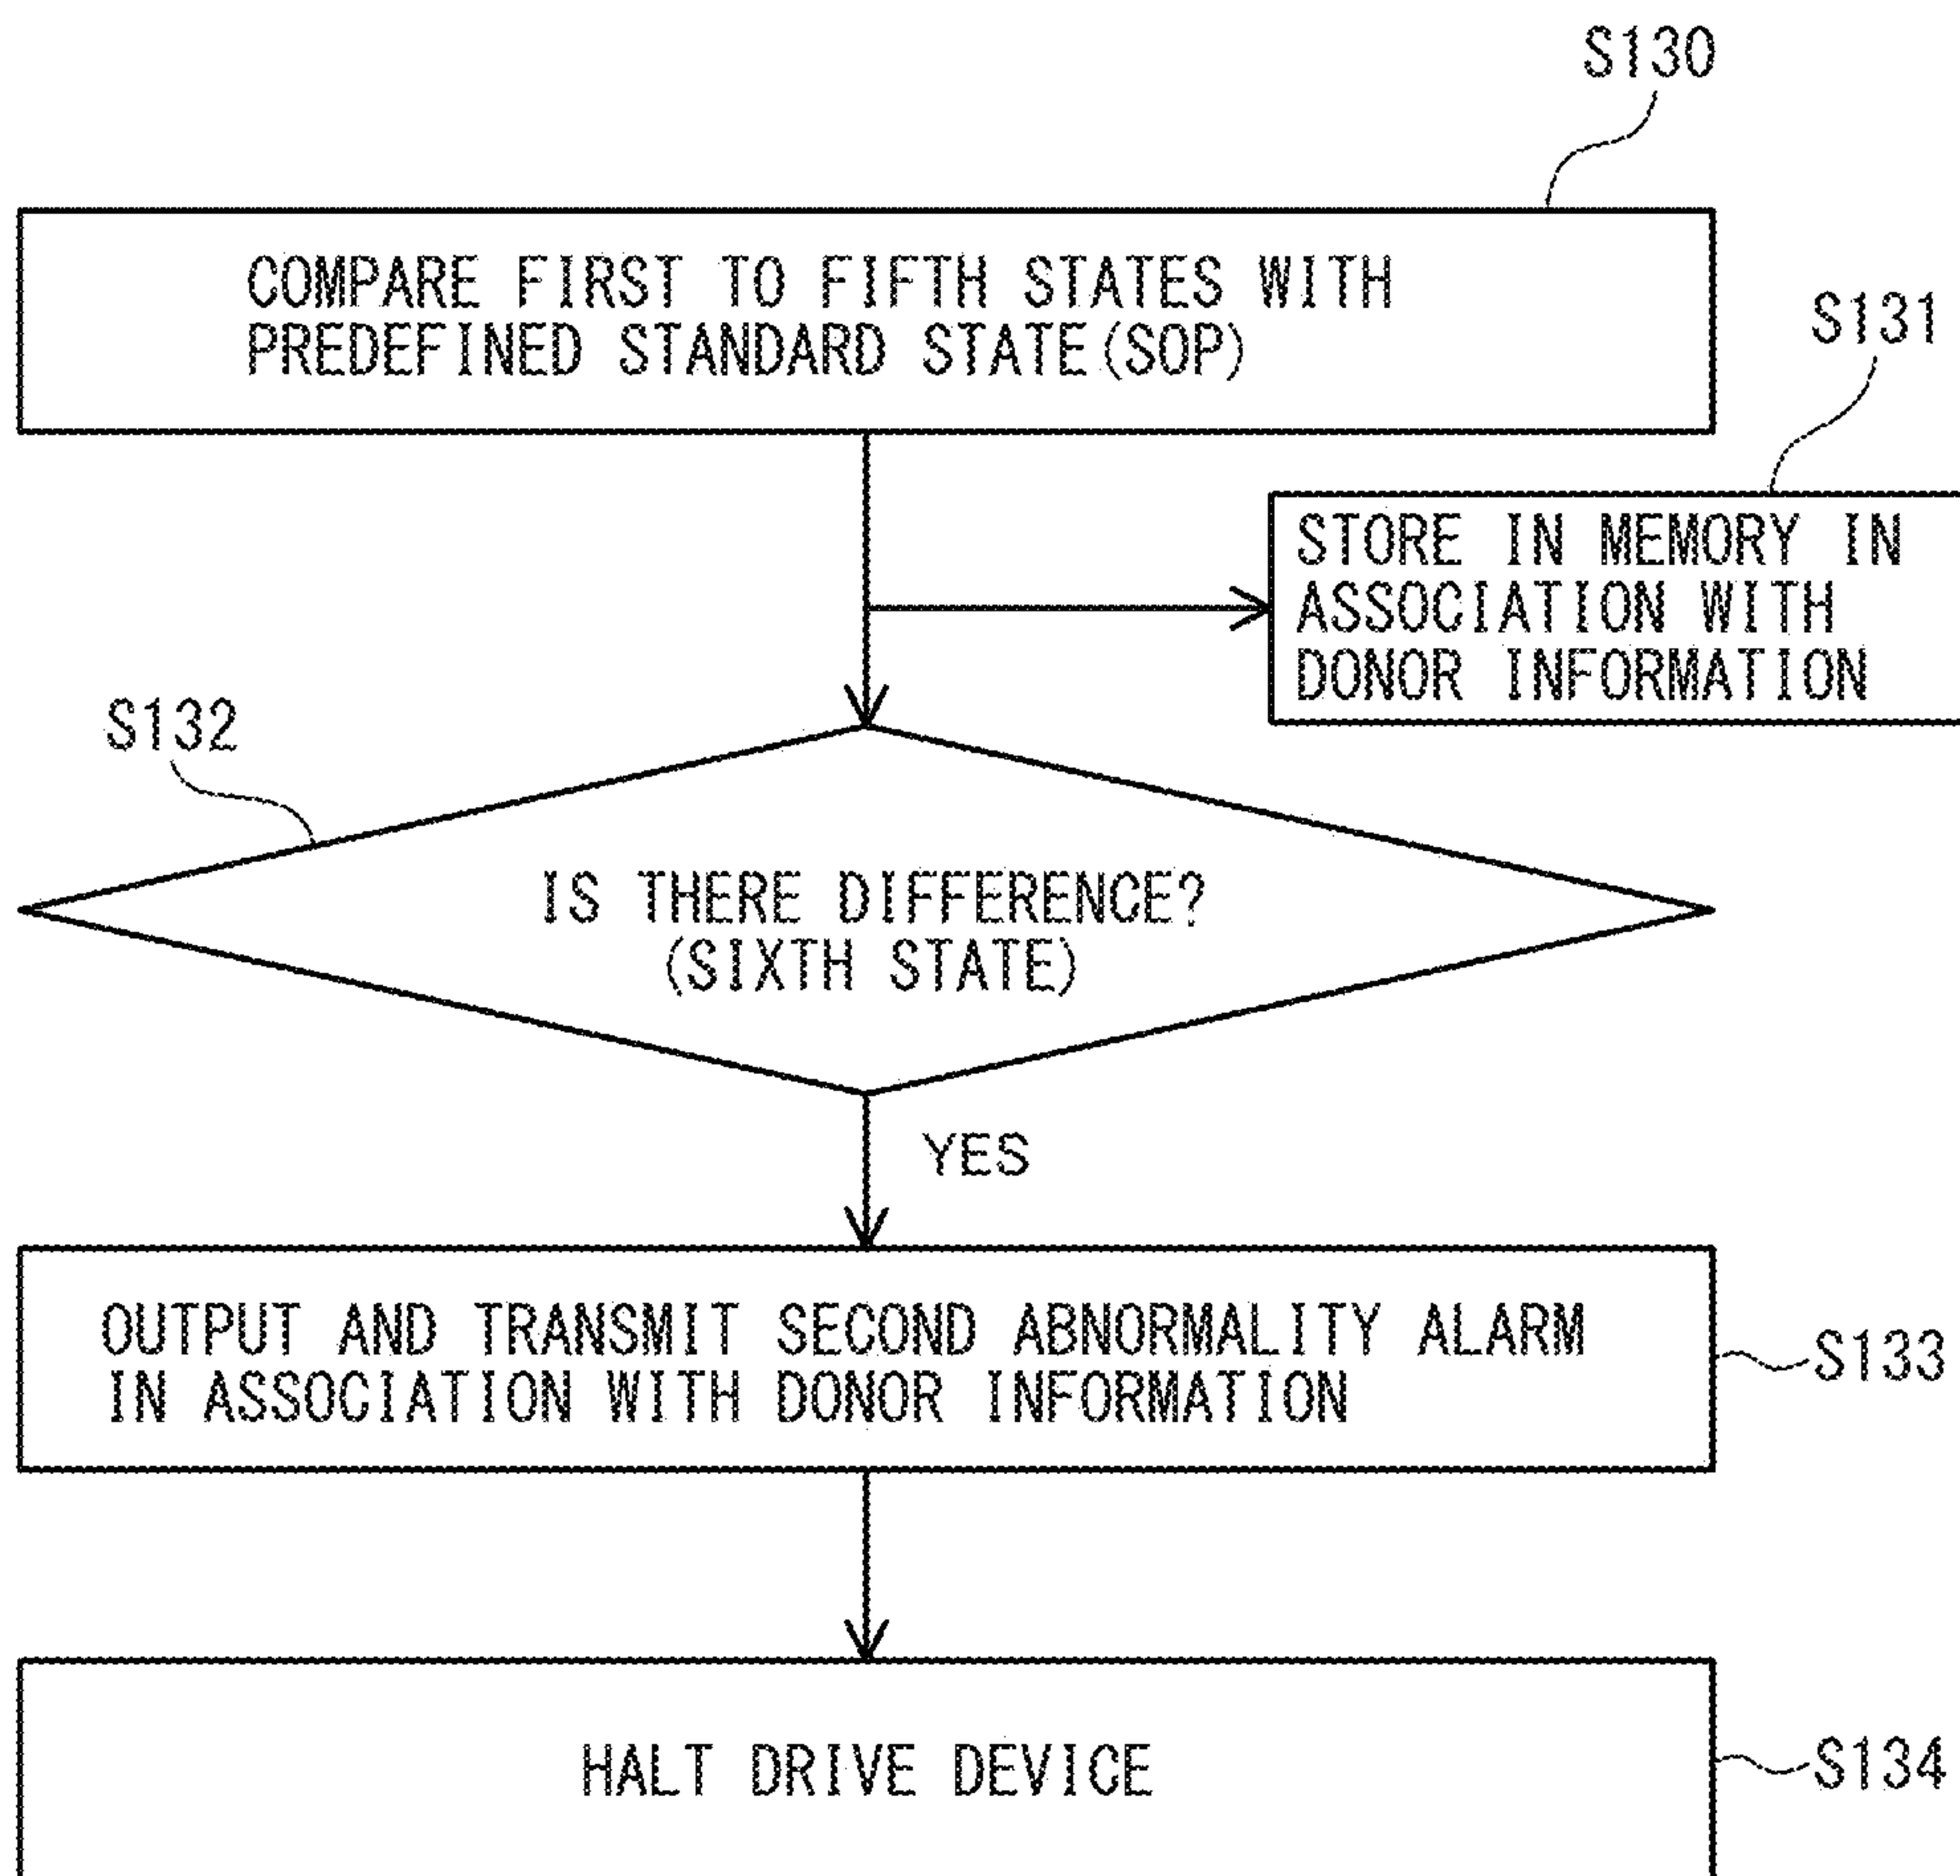 S130
COMPARE FIRST TO FIFTH STATES WITH
PREDEFINED STANDARD STATE(SOP)
S131
STORE IN MEMORY IN
ASSOCIATION WITH
DONOR INFORMATION
S132
IS THERE DIFFERENCE?
(SIXTH STATE)
YES
OUTPUT AND TRANSMIT SECOND ABNORMALITY ALARM
IN ASSOCIATION WITH DONOR INFORMATION
S133
HALT DRIVE DEVICE
S134